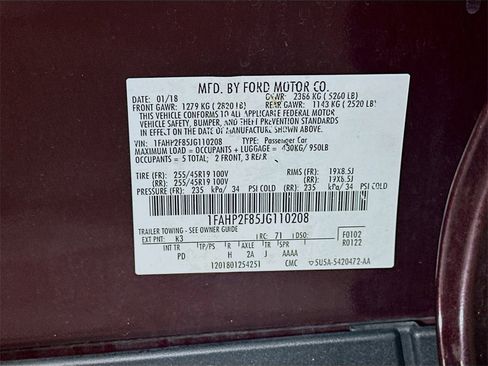 MFD. BY FORD MOTOR CO.
DATE: 01/18 GVWR: 2386 KG ( 5260 LB)
FRONT GAWR: 1279 KG ( 2820 LB) REAR GAWR: 1143 KG ( 2520 LB)
THIS VEHICLE CONFORMS TO ALL APPLICABLE FEDERAL MOTOR
VEHICLE SAFETY, BUMPER, AND THEFT PREVENTION STANDARDS
IN EFFECT ON THE DATE OF MANUFACTURE SHOWN ABOVE.
VIN: 1FAHP2F85JG110208 TYPE: Passenger Car
MAXIMUM LOAD = OCCUPANTS + LUGGAGE = 430KG/ 950LB
OCCUPANTS = 5 TOTAL; 2 FRONT, 3 REAR
TIRE (FR): 255/45R19 100V RIMS (FR): 19X8.5J
(RR): 255/45R19 100V (RR): 19X8.5J
PRESSURE (FR): 235 kPa/ 34 PSI COLD (RR): 235 kPa/ 34 PSI COLD
1FAHP2F85JG110208
TRAILER TOWING - SEE OWNER GUIDE
EXT PNT: K3 RC: 71 DSO: F0102
R0122
INT TR TP/PS R AXLE TR SPR
PD H 2A J AAAA
1201801254251 CMC 5U5A-5420472-AA